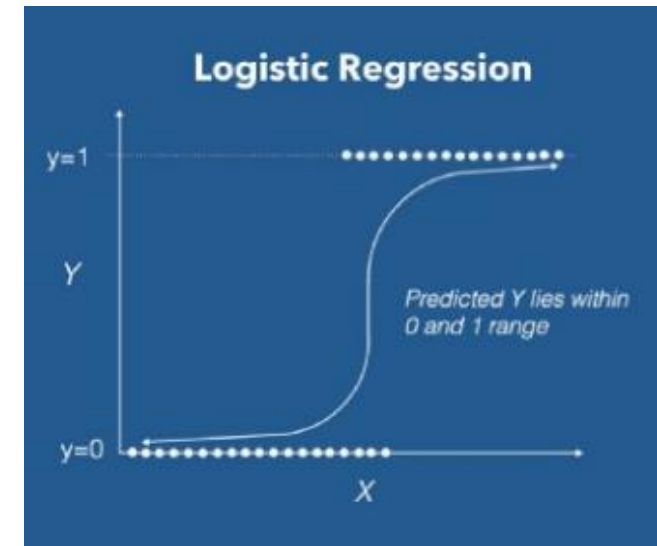 Logistic Regression
y=1
Y
Predicted Y lies within
0 and 1 range
y=0
X